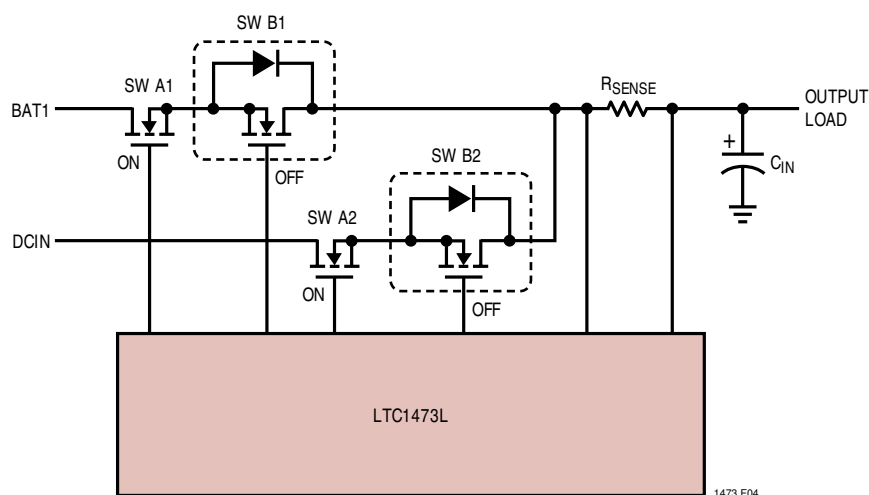 SW B1
SW A1
RSENSE
BAT1
OUTPUT
LOAD
ON
OFF
SW B2
+
CIN
SW A2
DCIN
ON
OFF
LTC1473L
1473 F04